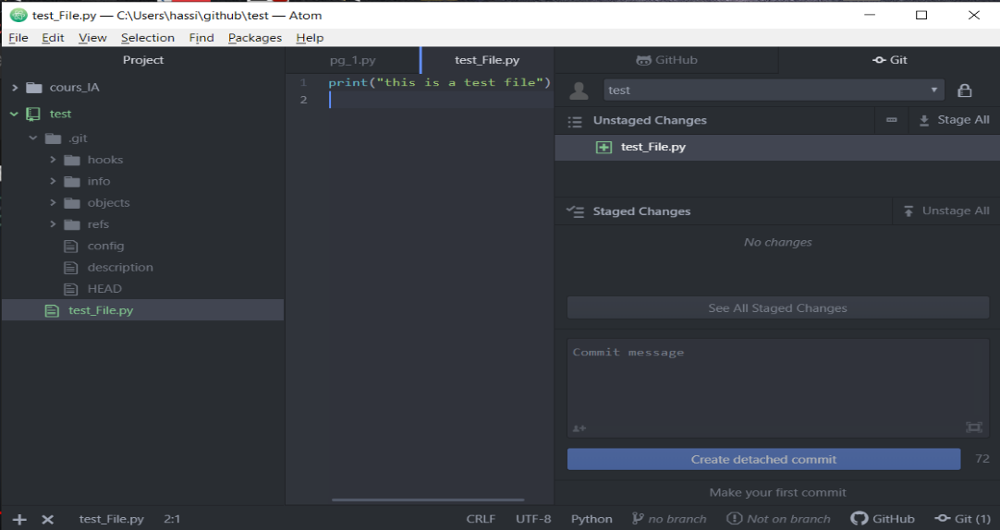 test_File.py — C:\Users\hassi\github\test — Atom
File Edit View Selection Find Packages Help
Project
cours_IA
test
.git
hooks
info
objects
refs
config
description
HEAD
test_File.py
pg_1.py test_File.py
1 print("this is a test file")
2
GitHub Git
test
Unstaged Changes Stage All
test_File.py
Staged Changes Unstage All
No changes
See All Staged Changes
Commit message
Create detached commit 72
Make your first commit
test_File.py 2:1 CRLF UTF-8 Python no branch Not on branch GitHub Git (1)